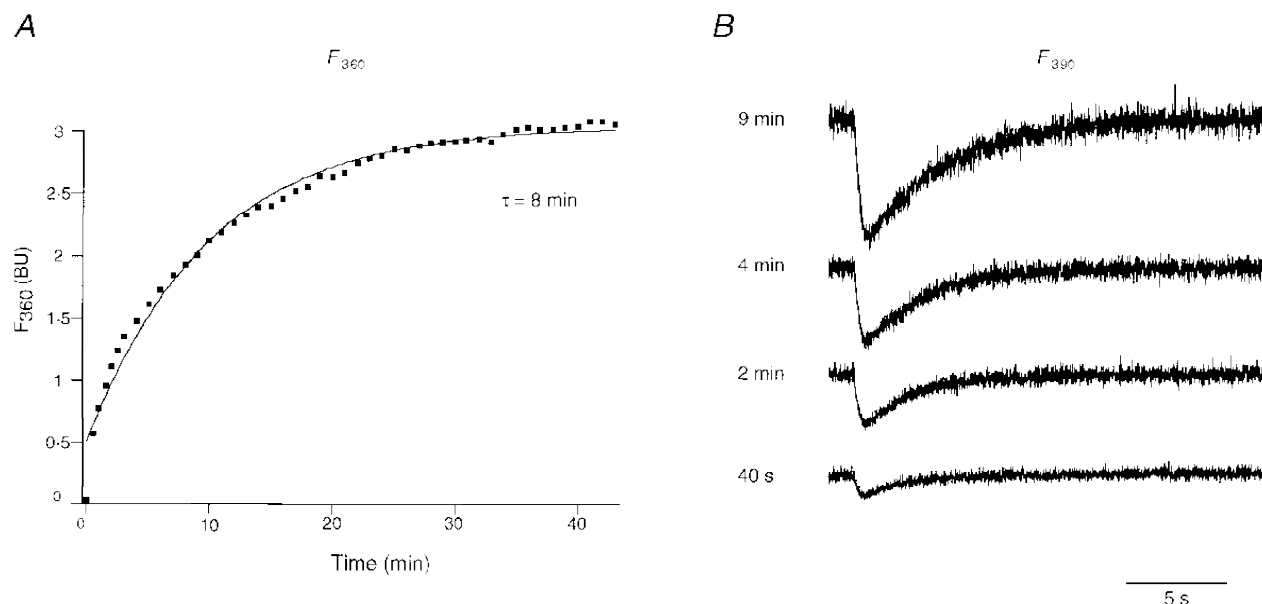 A
F360
3
2·5
2
1·5
1
0·5
0
F360 (BU)
τ = 8 min
0 10 20 30 40
Time (min)
B
F390
9 min
4 min
2 min
40 s
5 s